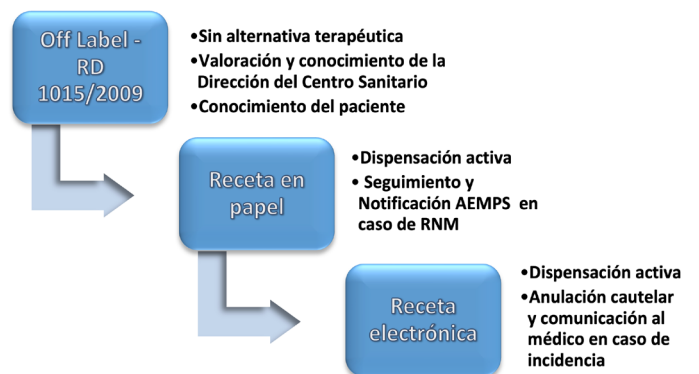 Off Label -
RD
1015/2009
•Sin alternativa terapéutica
•Valoración y conocimiento de la
Dirección del Centro Sanitario
•Conocimiento del paciente
Receta en
papel
•Dispensación activa
• Seguimiento y
Notificación AEMPS en
caso de RNM
Receta
electrónica
•Dispensación activa
•Anulación cautelar
y comunicación al
médico en caso de
incidencia